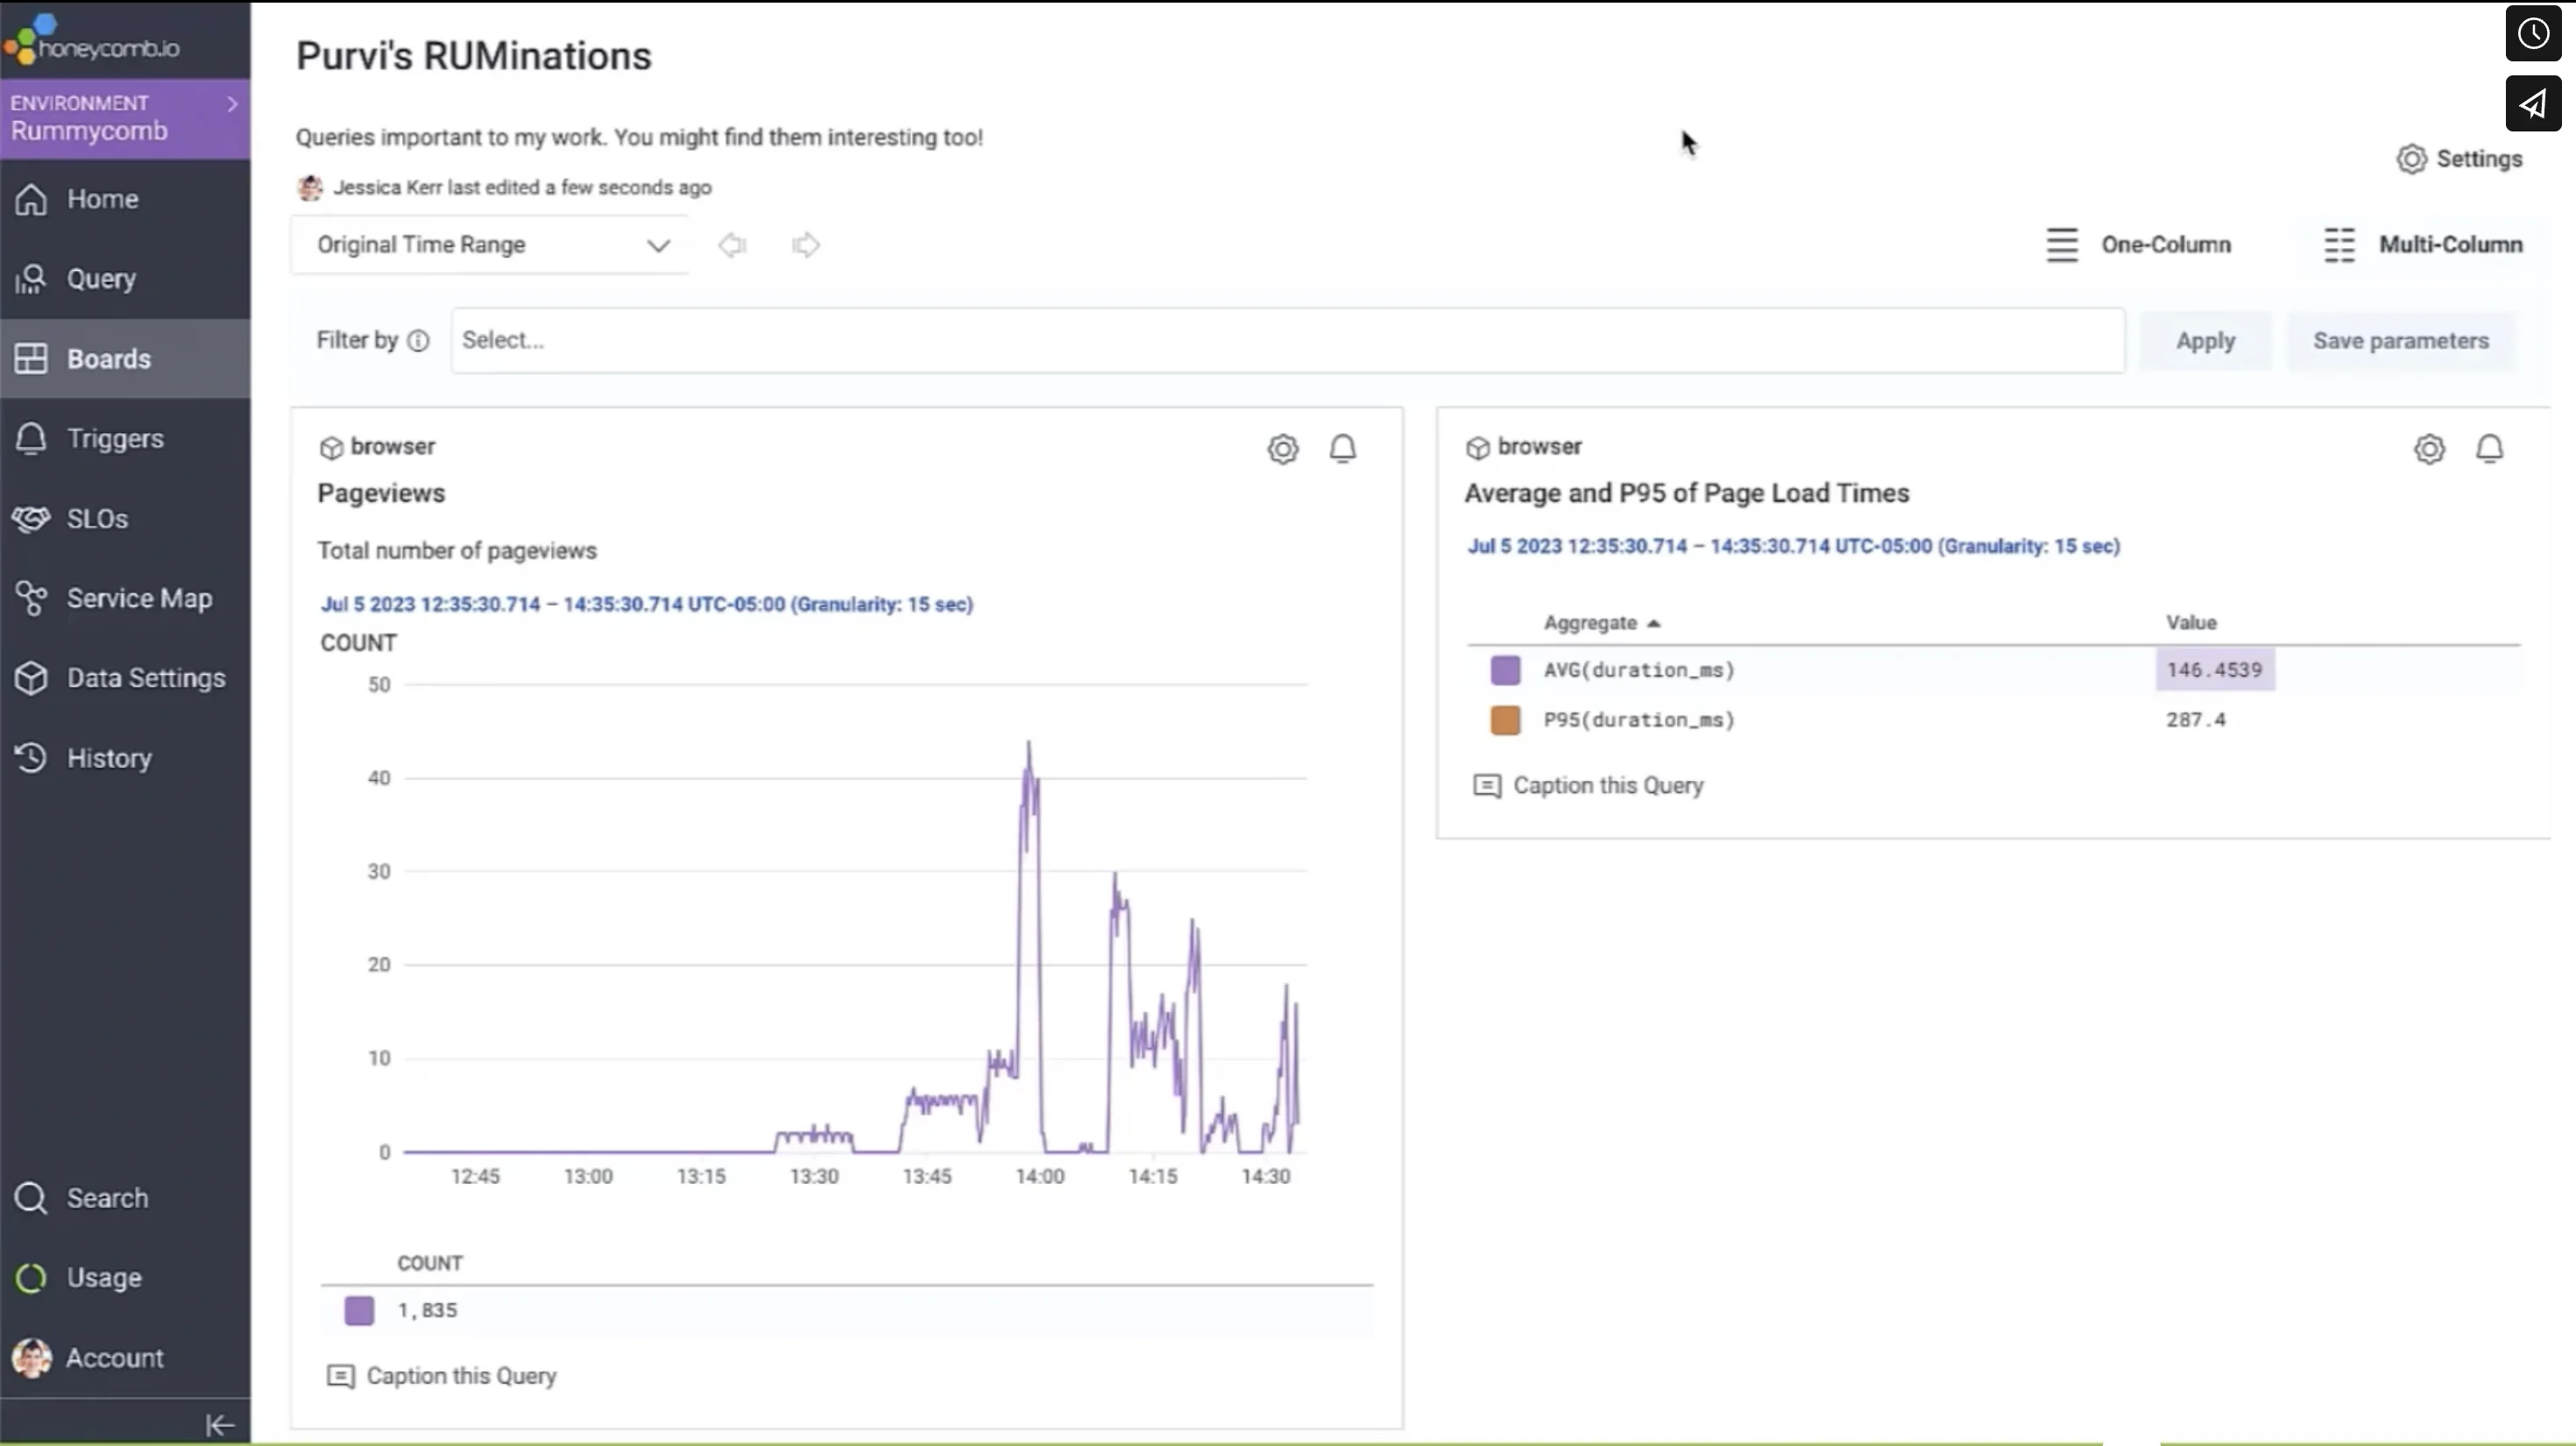 honeycomb.io
ENVIRONMENT
Rummycomb
Home
Query
Boards
Triggers
SLOs
Service Map
Data Settings
History
Search
Usage
Account
Purvi's RUMinations
Queries important to my work. You might find them interesting too!
Jessica Kerr last edited a few seconds ago
Settings
Original Time Range
One-Column
Multi-Column
Filter by
Select...
Apply
Save parameters
browser
Pageviews
Total number of pageviews
Jul 5 2023 12:35:30.714 – 14:35:30.714 UTC-05:00 (Granularity: 15 sec)
COUNT
50
40
30
20
10
0
12:45 13:00 13:15 13:30 13:45 14:00 14:15 14:30
COUNT
1,835
Caption this Query
browser
Average and P95 of Page Load Times
Jul 5 2023 12:35:30.714 – 14:35:30.714 UTC-05:00 (Granularity: 15 sec)
Aggregate Value
AVG(duration_ms) 146.4539
P95(duration_ms) 287.4
Caption this Query